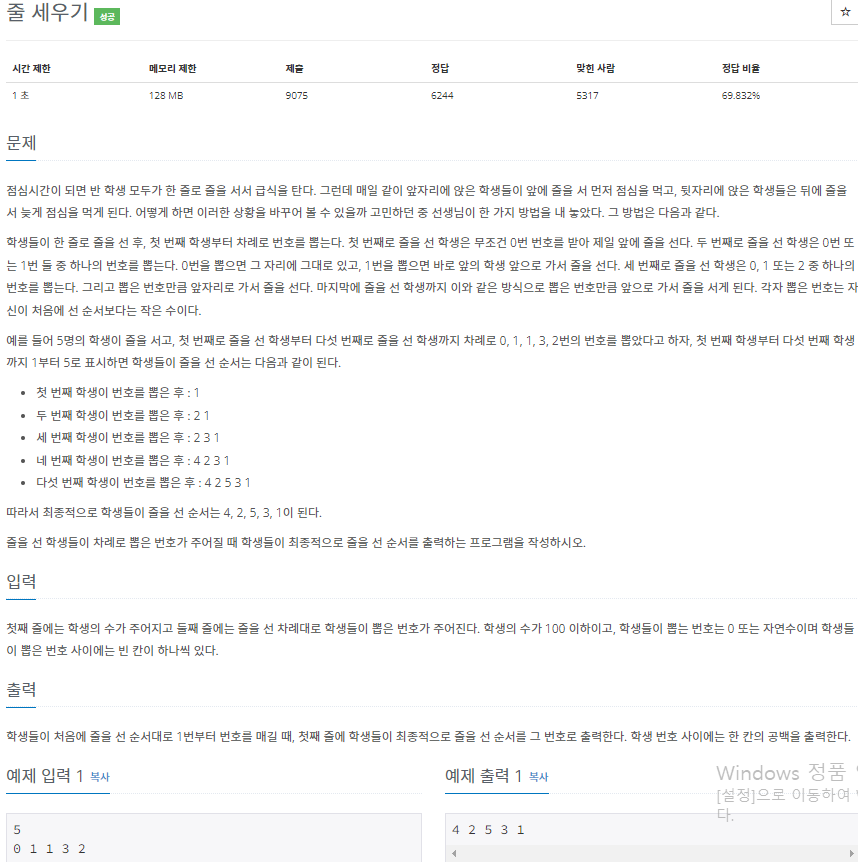 줄 세우기 성공
☆
시간 제한 메모리 제한 제출 정답 맞힌 사람 정답 비율
1 초 128 MB 9075 6244 5317 69.832%
문제
점심시간이 되면 반 학생 모두가 한 줄로 줄을 서서 급식을 탄다. 그런데 매일 같이 앞자리에 앉은 학생들이 앞에 줄을 서 먼저 점심을 먹고, 뒷자리에 앉은 학생들은 뒤에 줄을
서 늦게 점심을 먹게 된다. 어떻게 하면 이러한 상황을 바꾸어 볼 수 있을까 고민하던 중 선생님이 한 가지 방법을 내 놓았다. 그 방법은 다음과 같다.
학생들이 한 줄로 줄을 선 후, 첫 번째 학생부터 차례로 번호를 뽑는다. 첫 번째로 줄을 선 학생은 무조건 0번 번호를 받아 제일 앞에 줄을 선다. 두 번째로 줄을 선 학생은 0번 또
는 1번 둘 중 하나의 번호를 뽑는다. 0번을 뽑으면 그 자리에 그대로 있고, 1번을 뽑으면 바로 앞의 학생 앞으로 가서 줄을 선다. 세 번째로 줄을 선 학생은 0, 1 또는 2 중 하나의
번호를 뽑는다. 그리고 뽑은 번호만큼 앞자리로 가서 줄을 선다. 마지막에 줄을 선 학생까지 이와 같은 방식으로 뽑은 번호만큼 앞으로 가서 줄을 서게 된다. 각자 뽑은 번호는 자
신이 처음에 선 순서보다는 작은 수이다.
예를 들어 5명의 학생이 줄을 서고, 첫 번째로 줄을 선 학생부터 다섯 번째로 줄을 선 학생까지 차례로 0, 1, 1, 3, 2번의 번호를 뽑았다고 하자, 첫 번째 학생부터 다섯 번째 학생
까지 1부터 5로 표시하면 학생들이 줄을 선 순서는 다음과 같이 된다.
• 첫 번째 학생이 번호를 뽑은 후 : 1
• 두 번째 학생이 번호를 뽑은 후 : 2 1
• 세 번째 학생이 번호를 뽑은 후 : 2 3 1
• 네 번째 학생이 번호를 뽑은 후 : 4 2 3 1
• 다섯 번째 학생이 번호를 뽑은 후 : 4 2 5 3 1
따라서 최종적으로 학생들이 줄을 선 순서는 4, 2, 5, 3, 1이 된다.
줄을 선 학생들이 차례로 뽑은 번호가 주어질 때 학생들이 최종적으로 줄을 선 순서를 출력하는 프로그램을 작성하시오.
입력
첫째 줄에는 학생의 수가 주어지고 둘째 줄에는 줄을 선 차례대로 학생들이 뽑은 번호가 주어진다. 학생의 수가 100 이하이고, 학생들이 뽑는 번호는 0 또는 자연수이며 학생들
이 뽑은 번호 사이에는 빈 칸이 하나씩 있다.
출력
학생들이 처음에 줄을 선 순서대로 1번부터 번호를 매길 때, 첫째 줄에 학생들이 최종적으로 줄을 선 순서를 그 번호로 출력한다. 학생 번호 사이에는 한 칸의 공백을 출력한다.
예제 입력 1 복사
5
0 1 1 3 2
예제 출력 1 복사
4 2 5 3 1
Windows 정품
[설정]으로 이동하여
다.